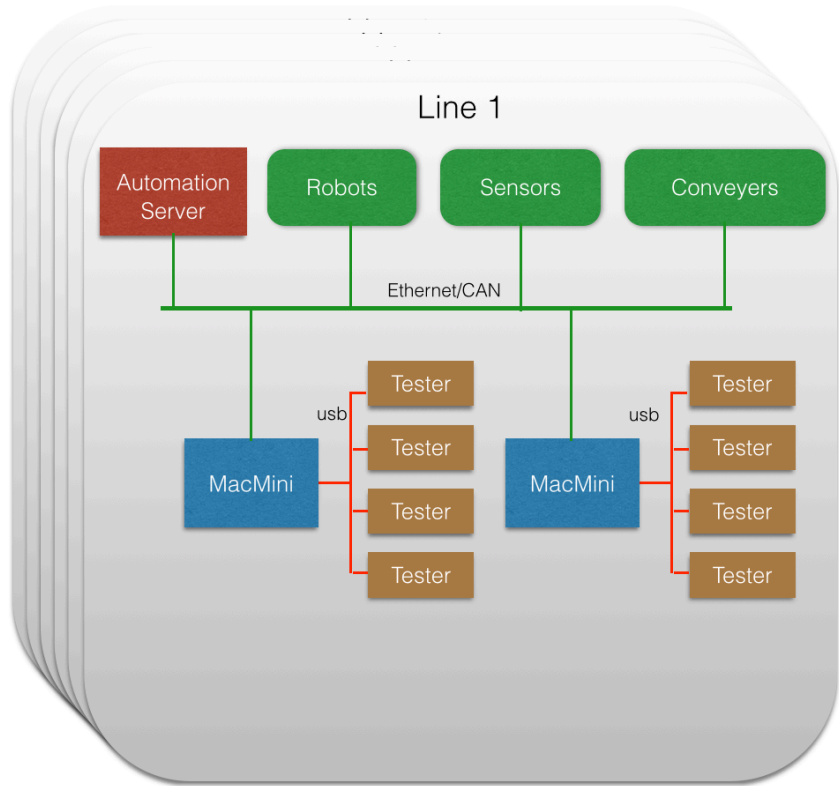 Line 1
Automation
Server
Robots
Sensors
Conveyers
Ethernet/CAN
usb
Tester
Tester
Tester
Tester
MacMini
usb
Tester
Tester
Tester
Tester
MacMini